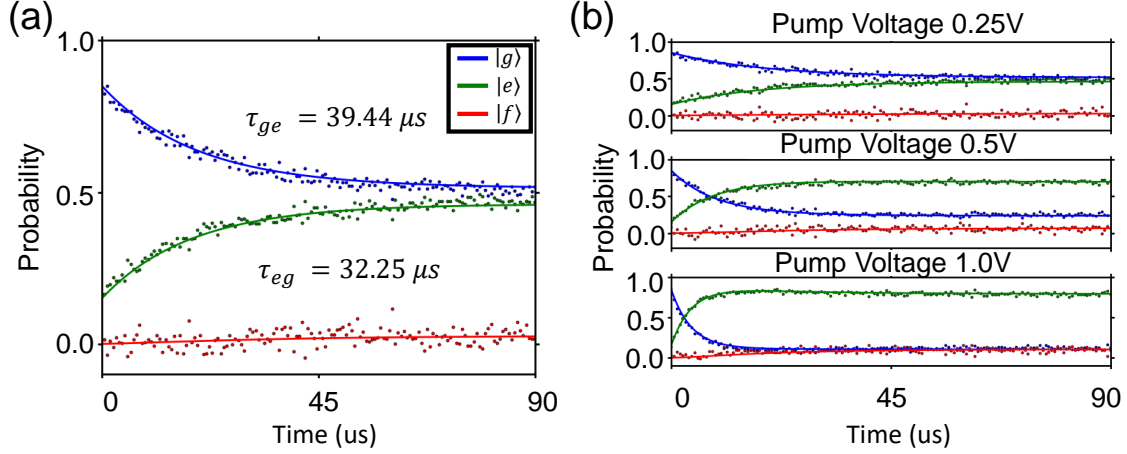 (a)
1.0
|g⟩
|e⟩
|f⟩
τge = 39.44 μs
0.5
Probability
τeg = 32.25 μs
0.0
0
45
90
Time (us)
(b)
Pump Voltage 0.25V
1.0
0.5
0.0
Pump Voltage 0.5V
1.0
0.5
0.0
Probability
Pump Voltage 1.0V
1.0
0.5
0.0
0
45
90
Time (us)